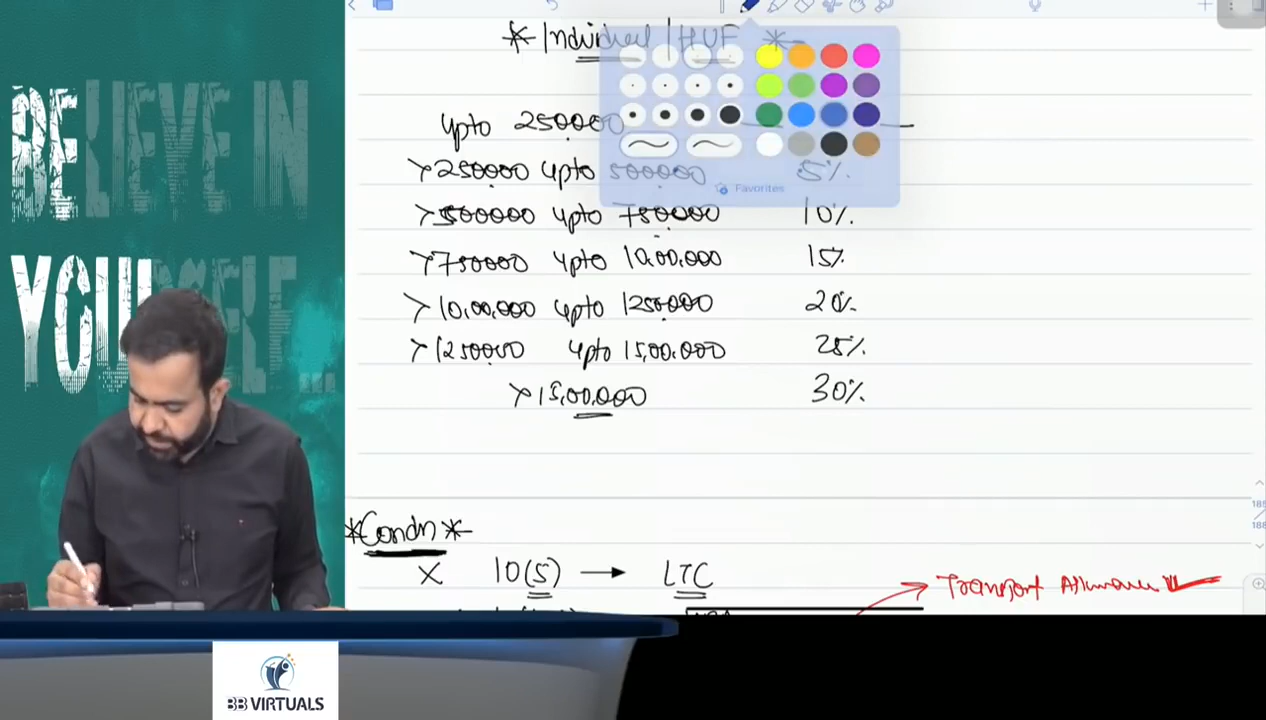 BELIEVE IN
YOURSELF...
*Individual | HUF *
upto 250000 —
>250000 upto 500000 5%
>500000 upto 750000 10%
>750000 upto 10,00,000 15%
>10,00,000 upto 1250000 20%
>1250000 upto 15,00,000 25%
>15,00,000 30%
Favorites
*Condn*
X 10(5) → LTC
Transport Allowance
BB VIRTUALS